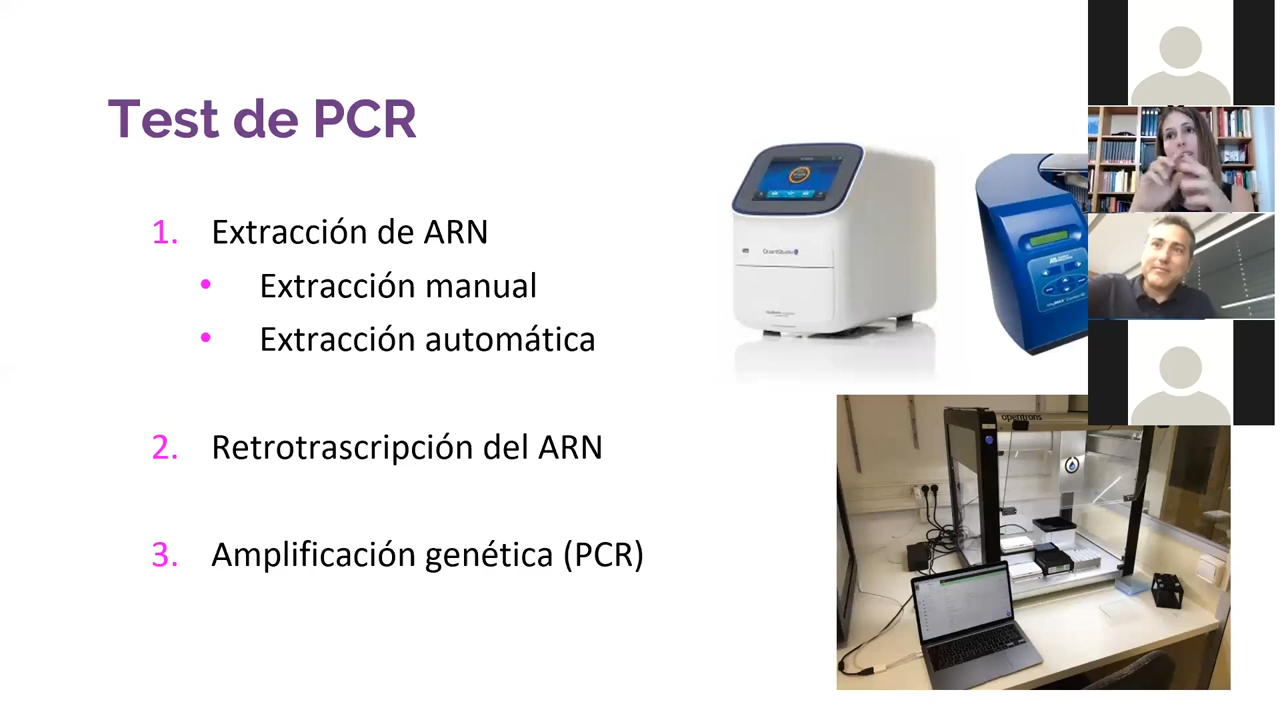 Test de PCR
1. Extracción de ARN
• Extracción manual
• Extracción automática
2. Retrotrascripción del ARN
3. Amplificación genética (PCR)
QuantStudio
opentrons